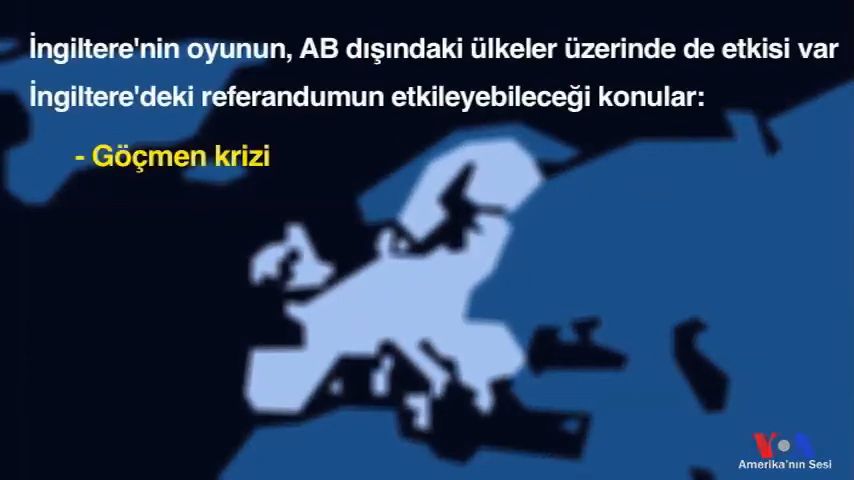 İngiltere'nin oyunun, AB dışındaki ülkeler üzerinde de etkisi var
İngiltere'deki referandumun etkileyebileceği konular:
- Göçmen krizi
VOA
Amerika'nın Sesi